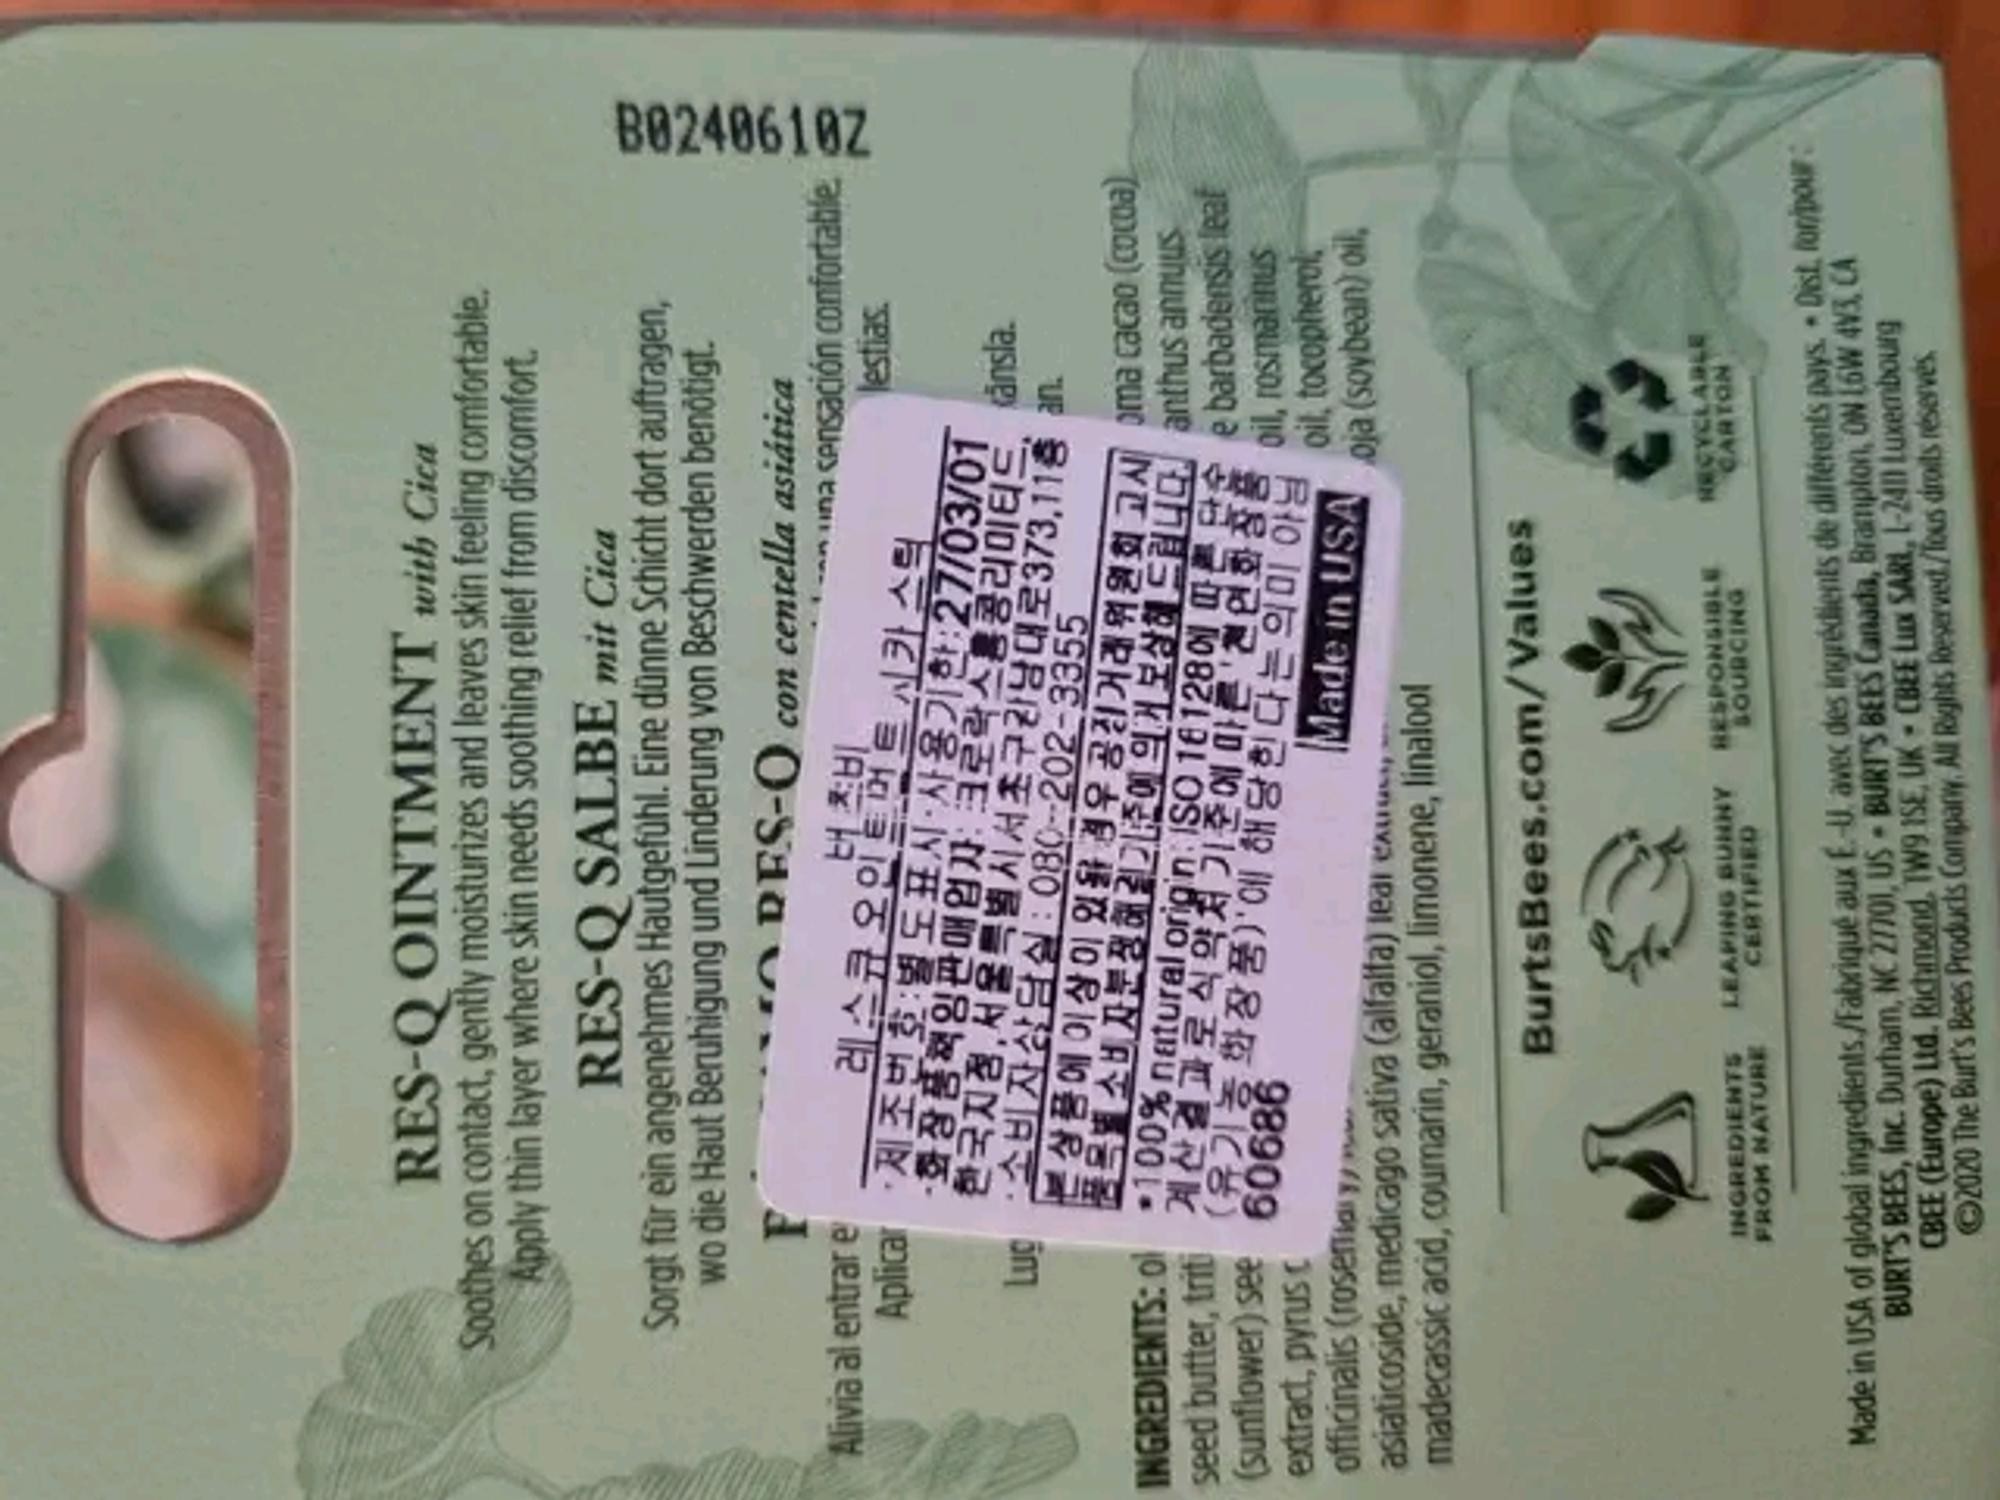 B0240610Z
RES-Q OINTMENT with Cica
Soothes on contact, gently moisturizes and leaves skin feeling comfortable.
Apply thin layer where skin needs soothing relief from discomfort.
RES-Q SALBE mit Cica
Sorgt für ein angenehmes Hautgefühl. Eine dünne Schicht dort auftragen,
wo die Haut Beruhigung und Linderung von Beschwerden benötigt.
RES-Q con centella asiática
Alivia al entrar e una sensación confortable.
Aplicar lestias.
버츠비
레스큐 오인트먼트 시카 스틱
·제조번호:별도표시·사용기한:27/03/01
·화장품책임판매업자:크로락스홍콩리미티드
한국지점,서울특별시서초구강남대로373,11층
·소비자상담실:080-202-3355
본상품에이상이있을 경우 공정거래위원회 고시
품목별소비자분쟁해결기준에의거보상해드립니다.
*100% natural origin: ISO 16128에 따른 단순
계산결과로 식약처 기준에 따른 '천연화장품
(유기농 화장품)'에 해당한다는의미 아님
606986
Made in USA
INGREDIENTS: oma cacao (cocoa)
seed butter, anthus annuus
(sunflower) see e barbadensis leaf
extract, pyrus oil, rosmarinus
officinalis oil, tocopherol,
asiaticoside, medicago sativa (alfalfa) leaf extract, oja (soybean) oil,
madecassic acid, coumarin, geraniol, limonene, linalool
BurtsBees.com/Values
INGREDIENTS FROM NATURE
LEAPING BUNNY CERTIFIED
RESPONSIBLE SOURCING
RECYCLABLE CARTON
Made in USA of global ingredients./Fabriqué aux É.-U. avec des ingrédients de différents pays. • Dist. for/pour :
BURT'S BEES, Inc. Durham, NC 27701, US • BURT'S BEES Canada, Brampton, ON L6W 4V3, CA
CBEE (Europe) Ltd. Richmond, TW9 1SE, UK • CBEE Lux SARL, L-2411 Luxembourg
©2020 The Burt's Bees Products Company. All Rights Reserved./Tous droits réservés.